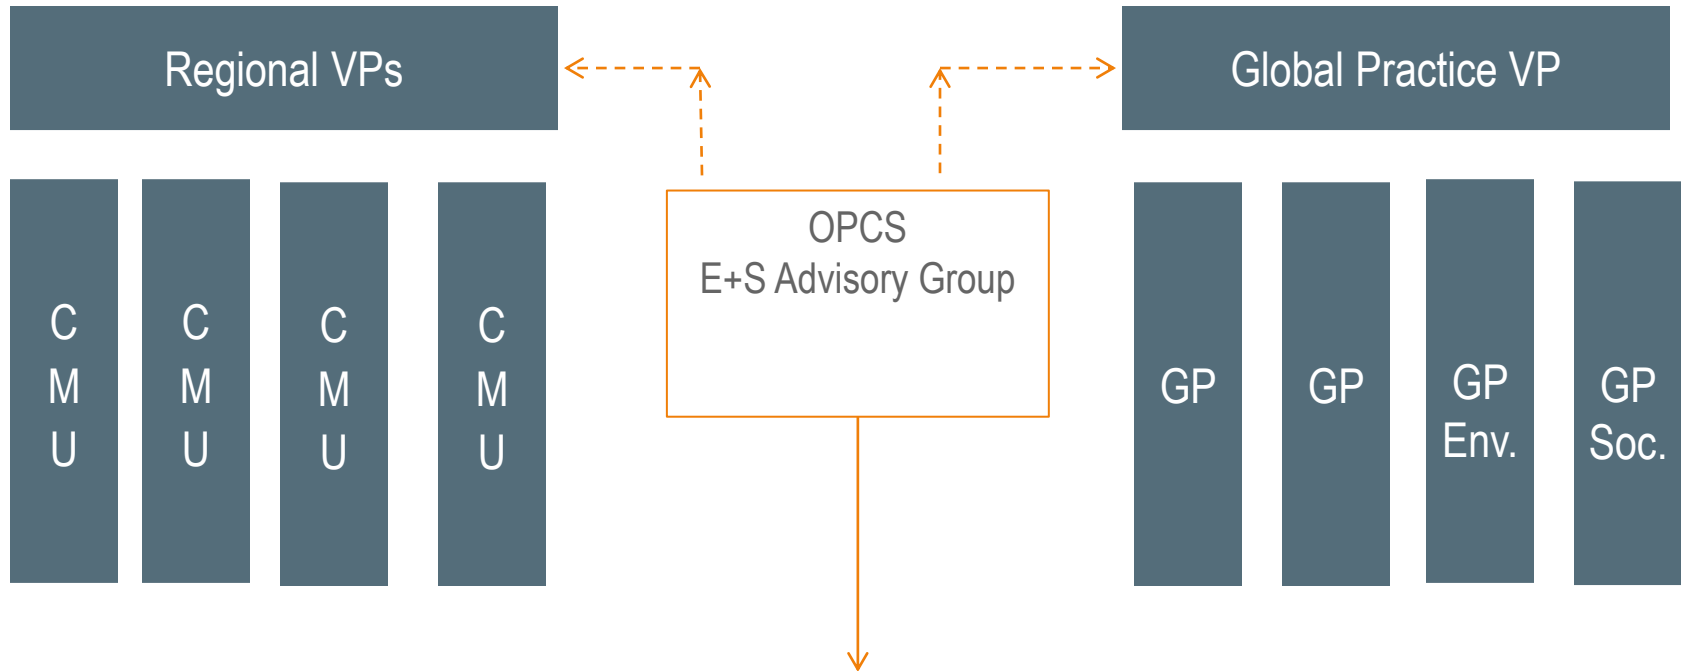 Regional VPs
Global Practice VP
OPCS
E+S Advisory Group
C
M
U
C
M
U
C
M
U
C
M
U
GP
GP
GP
Env.
GP
Soc.